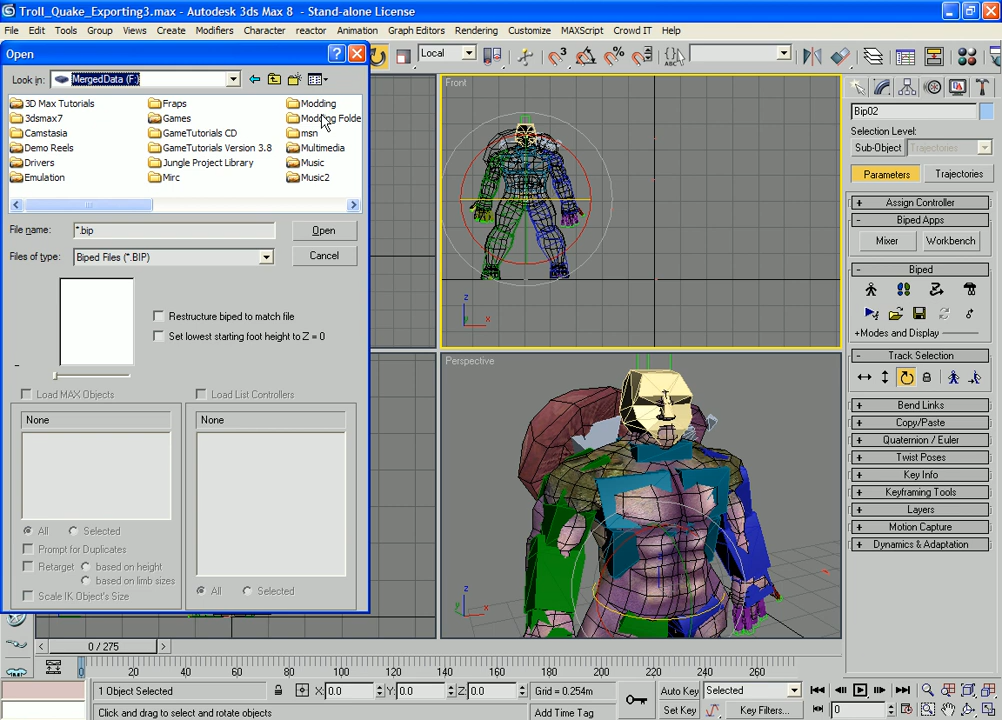 Troll_Quake_Exporting3.max - Autodesk 3ds Max 8 - Stand-alone License
File Edit Tools Group Views Create Modifiers Character reactor Animation Graph Editors Rendering Customize MAXScript Crowd IT Help
Open
Local
Look in: MergedData (F:)
3D Max Tutorials Fraps Modding
3dsmax7 Games Modding Folde
Camstasia GameTutorials CD msn
Demo Reels GameTutorials Version 3.8 Multimedia
Drivers Jungle Project Library Music
Emulation Mirc Music2
File name: *.bip Open
Files of type: Biped Files (*.BIP) Cancel
Restructure biped to match file
Set lowest starting foot height to Z = 0
Load MAX Objects Load List Controllers
None None
All Selected
Prompt for Duplicates
Retarget based on height
based on limb sizes
All Selected
Scale IK Object's Size
Front
z
x
Perspective
z
y x
Bip02
Selection Level:
Sub-Object Trajectories
Parameters Trajectories
+ Assign Controller
- Biped Apps
Mixer Workbench
- Biped
+Modes and Display
- Track Selection
+ Bend Links
+ Copy/Paste
+ Quaternion / Euler
+ Twist Poses
+ Key Info
+ Keyframing Tools
+ Layers
+ Motion Capture
+ Dynamics & Adaptation
< 0 / 275 >
0 20 40 60 80 100 120 140 160 180 200 220 240 260
1 Object Selected X: 0.0 Y: 0.0 Z: 0.0 Grid = 0.254m Auto Key Selected
Click and drag to select and rotate objects Add Time Tag Set Key Key Filters... 0